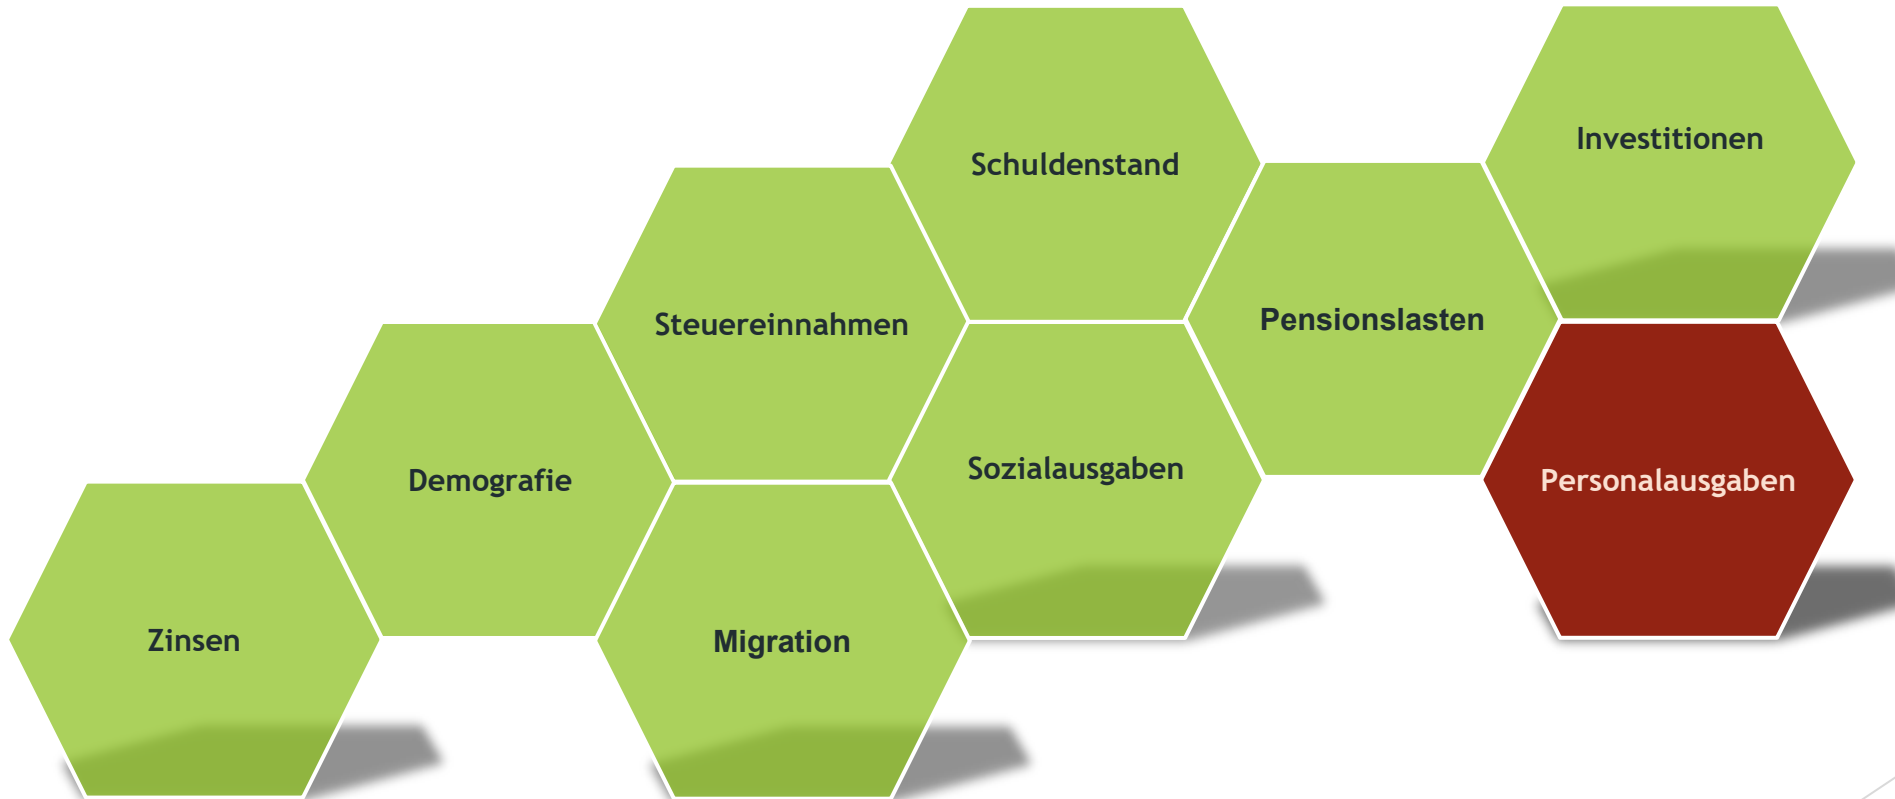 Investitionen
Schuldenstand
Pensionslasten
Steuereinnahmen
Sozialausgaben
Demografie
Personalausgaben
Zinsen
Migration